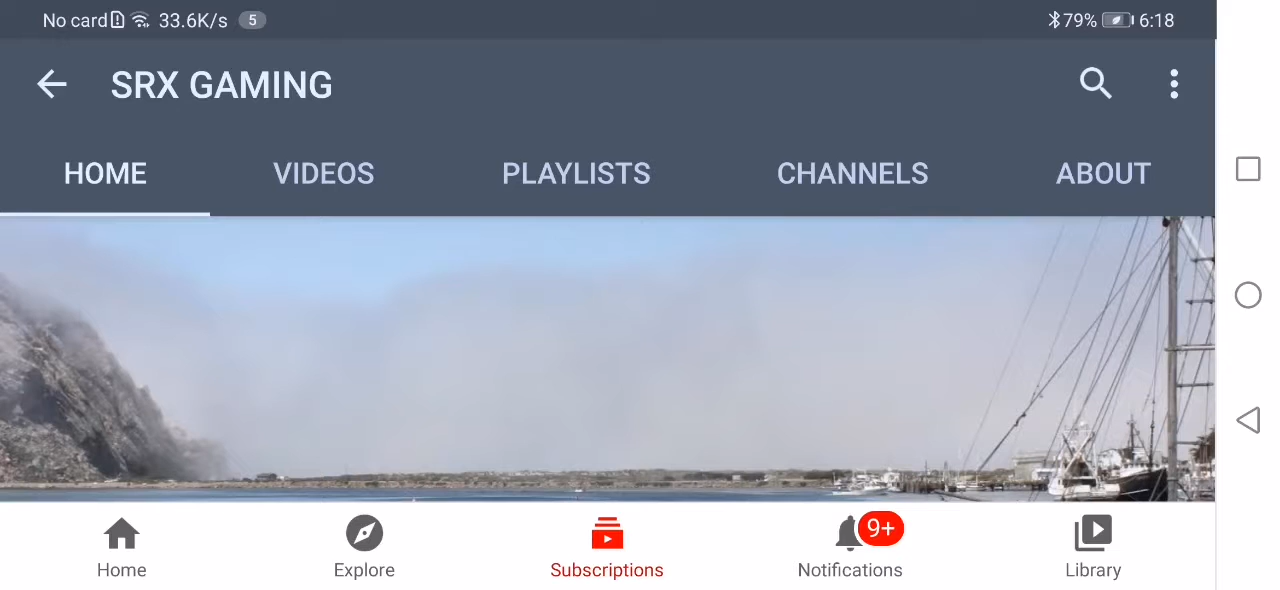 No card 33.6K/s 5 79% 6:18
SRX GAMING
HOME VIDEOS PLAYLISTS CHANNELS ABOUT
9+
Home Explore Subscriptions Notifications Library